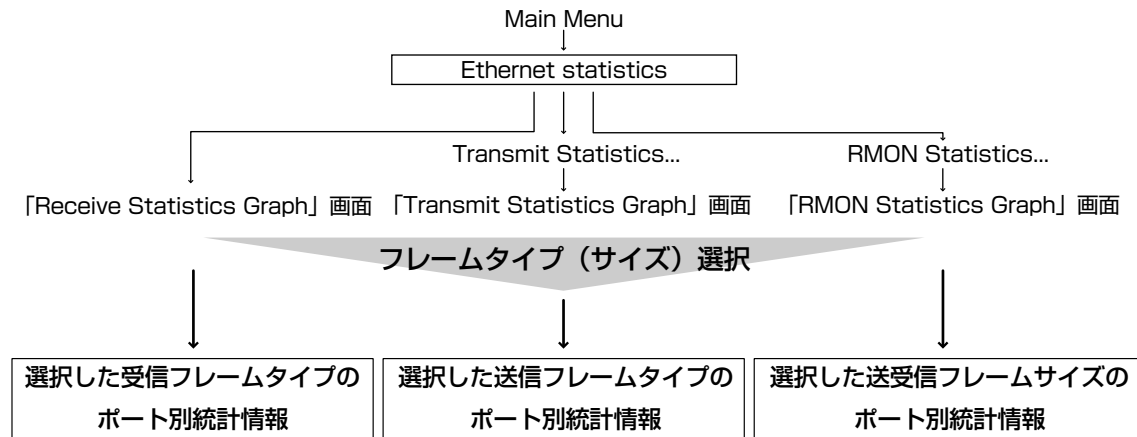 Main Menu
Ethernet statistics
Transmit Statistics...
RMON Statistics...
「Receive Statistics Graph」画面
「Transmit Statistics Graph」画面
「RMON Statistics Graph」画面
フレームタイプ（サイズ）選択
選択した受信フレームタイプの
ポート別統計情報
選択した送信フレームタイプの
ポート別統計情報
選択した送受信フレームサイズの
ポート別統計情報